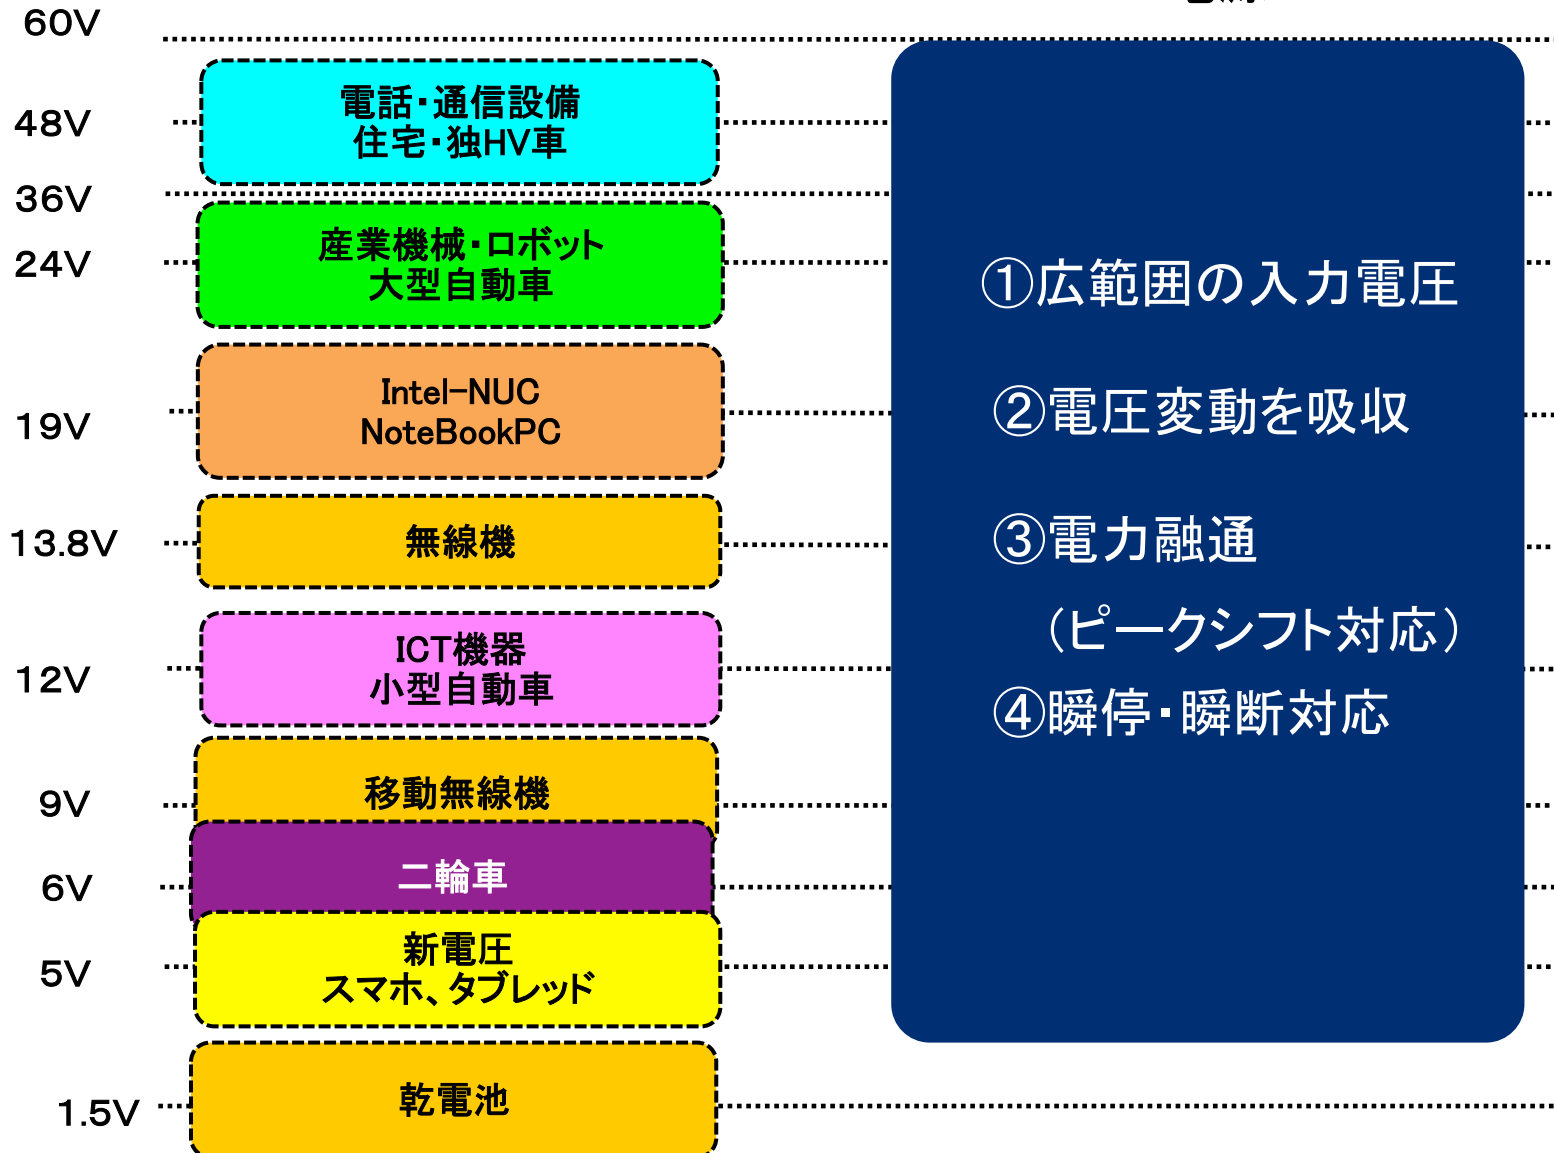 60V
48V
電話・通信設備
住宅・独HV車
36V
24V
産業機械・ロボット
大型自動車
19V
Intel-NUC
NoteBookPC
13.8V
無線機
12V
ICT機器
小型自動車
9V
移動無線機
6V
二輪車
5V
新電圧
スマホ、タブレッド
1.5V
乾電池
①広範囲の入力電圧
②電圧変動を吸収
③電力融通
（ピークシフト対応）
④瞬停・瞬断対応